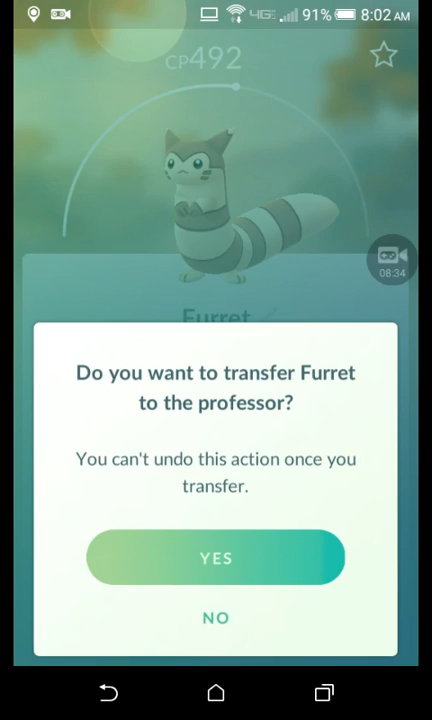 4GE 91% 8:02 AM
CP492
08:34
Furret
Do you want to transfer Furret
to the professor?
You can't undo this action once you
transfer.
YES
NO